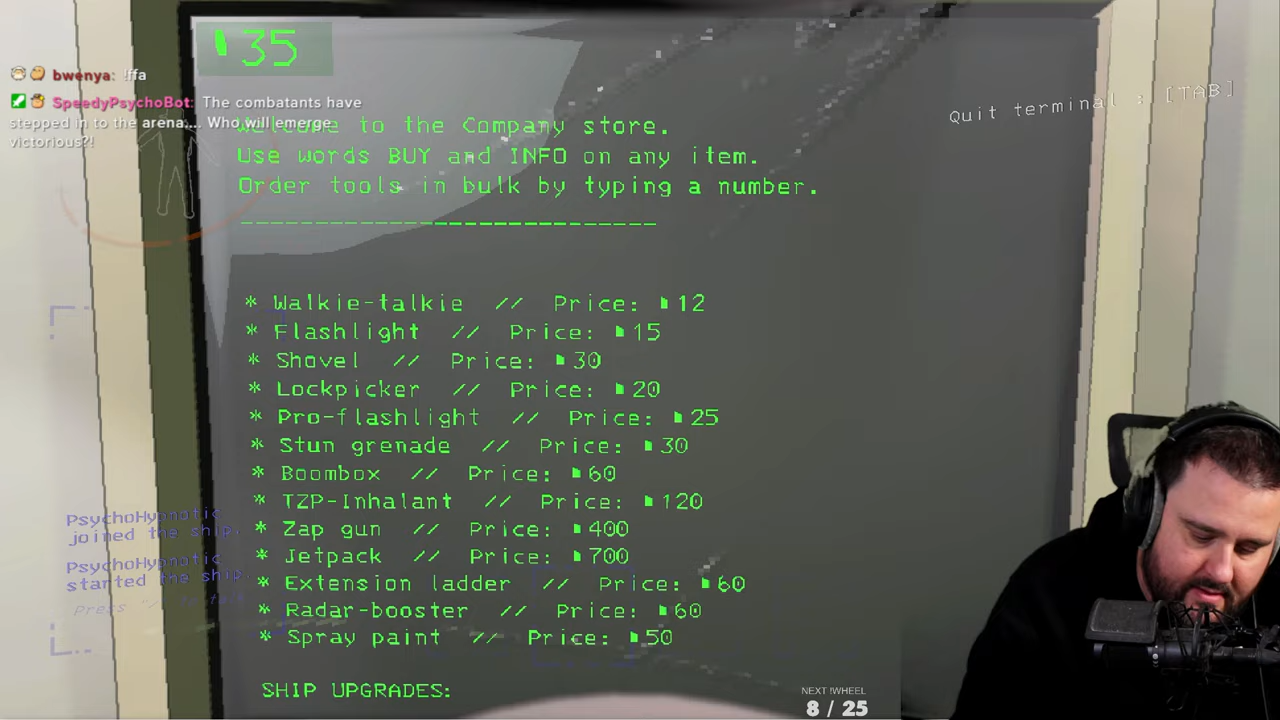 ▮35
bwenya: !ffa
SpeedyPsychoBot: The combatants have
stepped in to the arena.... Who will emerge
victorious?!
Quit terminal : [TAB]
Welcome to the Company store.
Use words BUY and INFO on any item.
Order tools in bulk by typing a number.
----------------------------
* Walkie-talkie // Price: ▮12
* Flashlight // Price: ▮15
* Shovel // Price: ▮30
* Lockpicker // Price: ▮20
* Pro-flashlight // Price: ▮25
* Stun grenade // Price: ▮30
* Boombox // Price: ▮60
* TZP-Inhalant // Price: ▮120
* Zap gun // Price: ▮400
* Jetpack // Price: ▮700
* Extension ladder // Price: ▮60
* Radar-booster // Price: ▮60
* Spray paint // Price: ▮50
SHIP UPGRADES:
PsychoHypnotic
joined the ship.
PsychoHypnotic
started the ship.
Press "/" to talk
NEXT !WHEEL
8 / 25